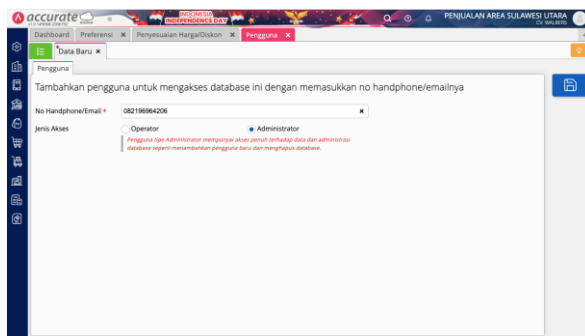 accurate
INDONESIA
INDEPENDENCE DAY
PENJUALAN AREA SULAWESI UTARA
CV. WALBERS
Dashboard Preferensi Penyesuaian Harga/Diskon Pengguna
*Data Baru
Pengguna
Tambahkan pengguna untuk mengakses database ini dengan memasukkan no handphone/emailnya
No Handphone/Email * 082196964206
Jenis Akses Operator Administrator
Pengguna tipe Administrator mempunyai akses penuh terhadap data dan administrasi
database seperti menambahkan pengguna baru dan menghapus database.